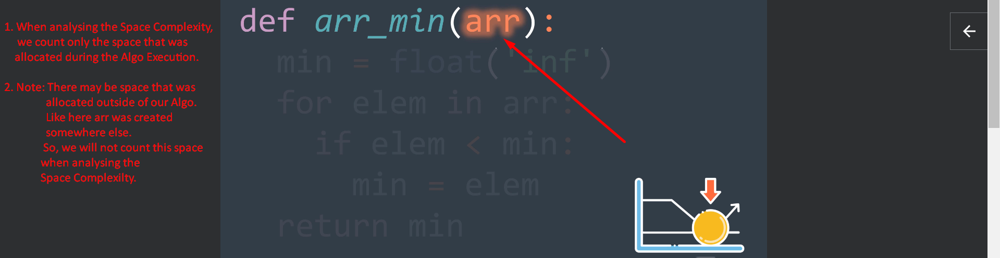 1. When analysing the Space Complexity,
we count only the space that was
allocated during the Algo Execution.
2. Note: There may be space that was
allocated outside of our Algo.
Like here arr was created
somewhere else.
So, we will not count this space
when analysing the
Space Complexilty.
def arr_min(arr):
min = float('inf')
for elem in arr:
if elem < min:
min = elem
return min